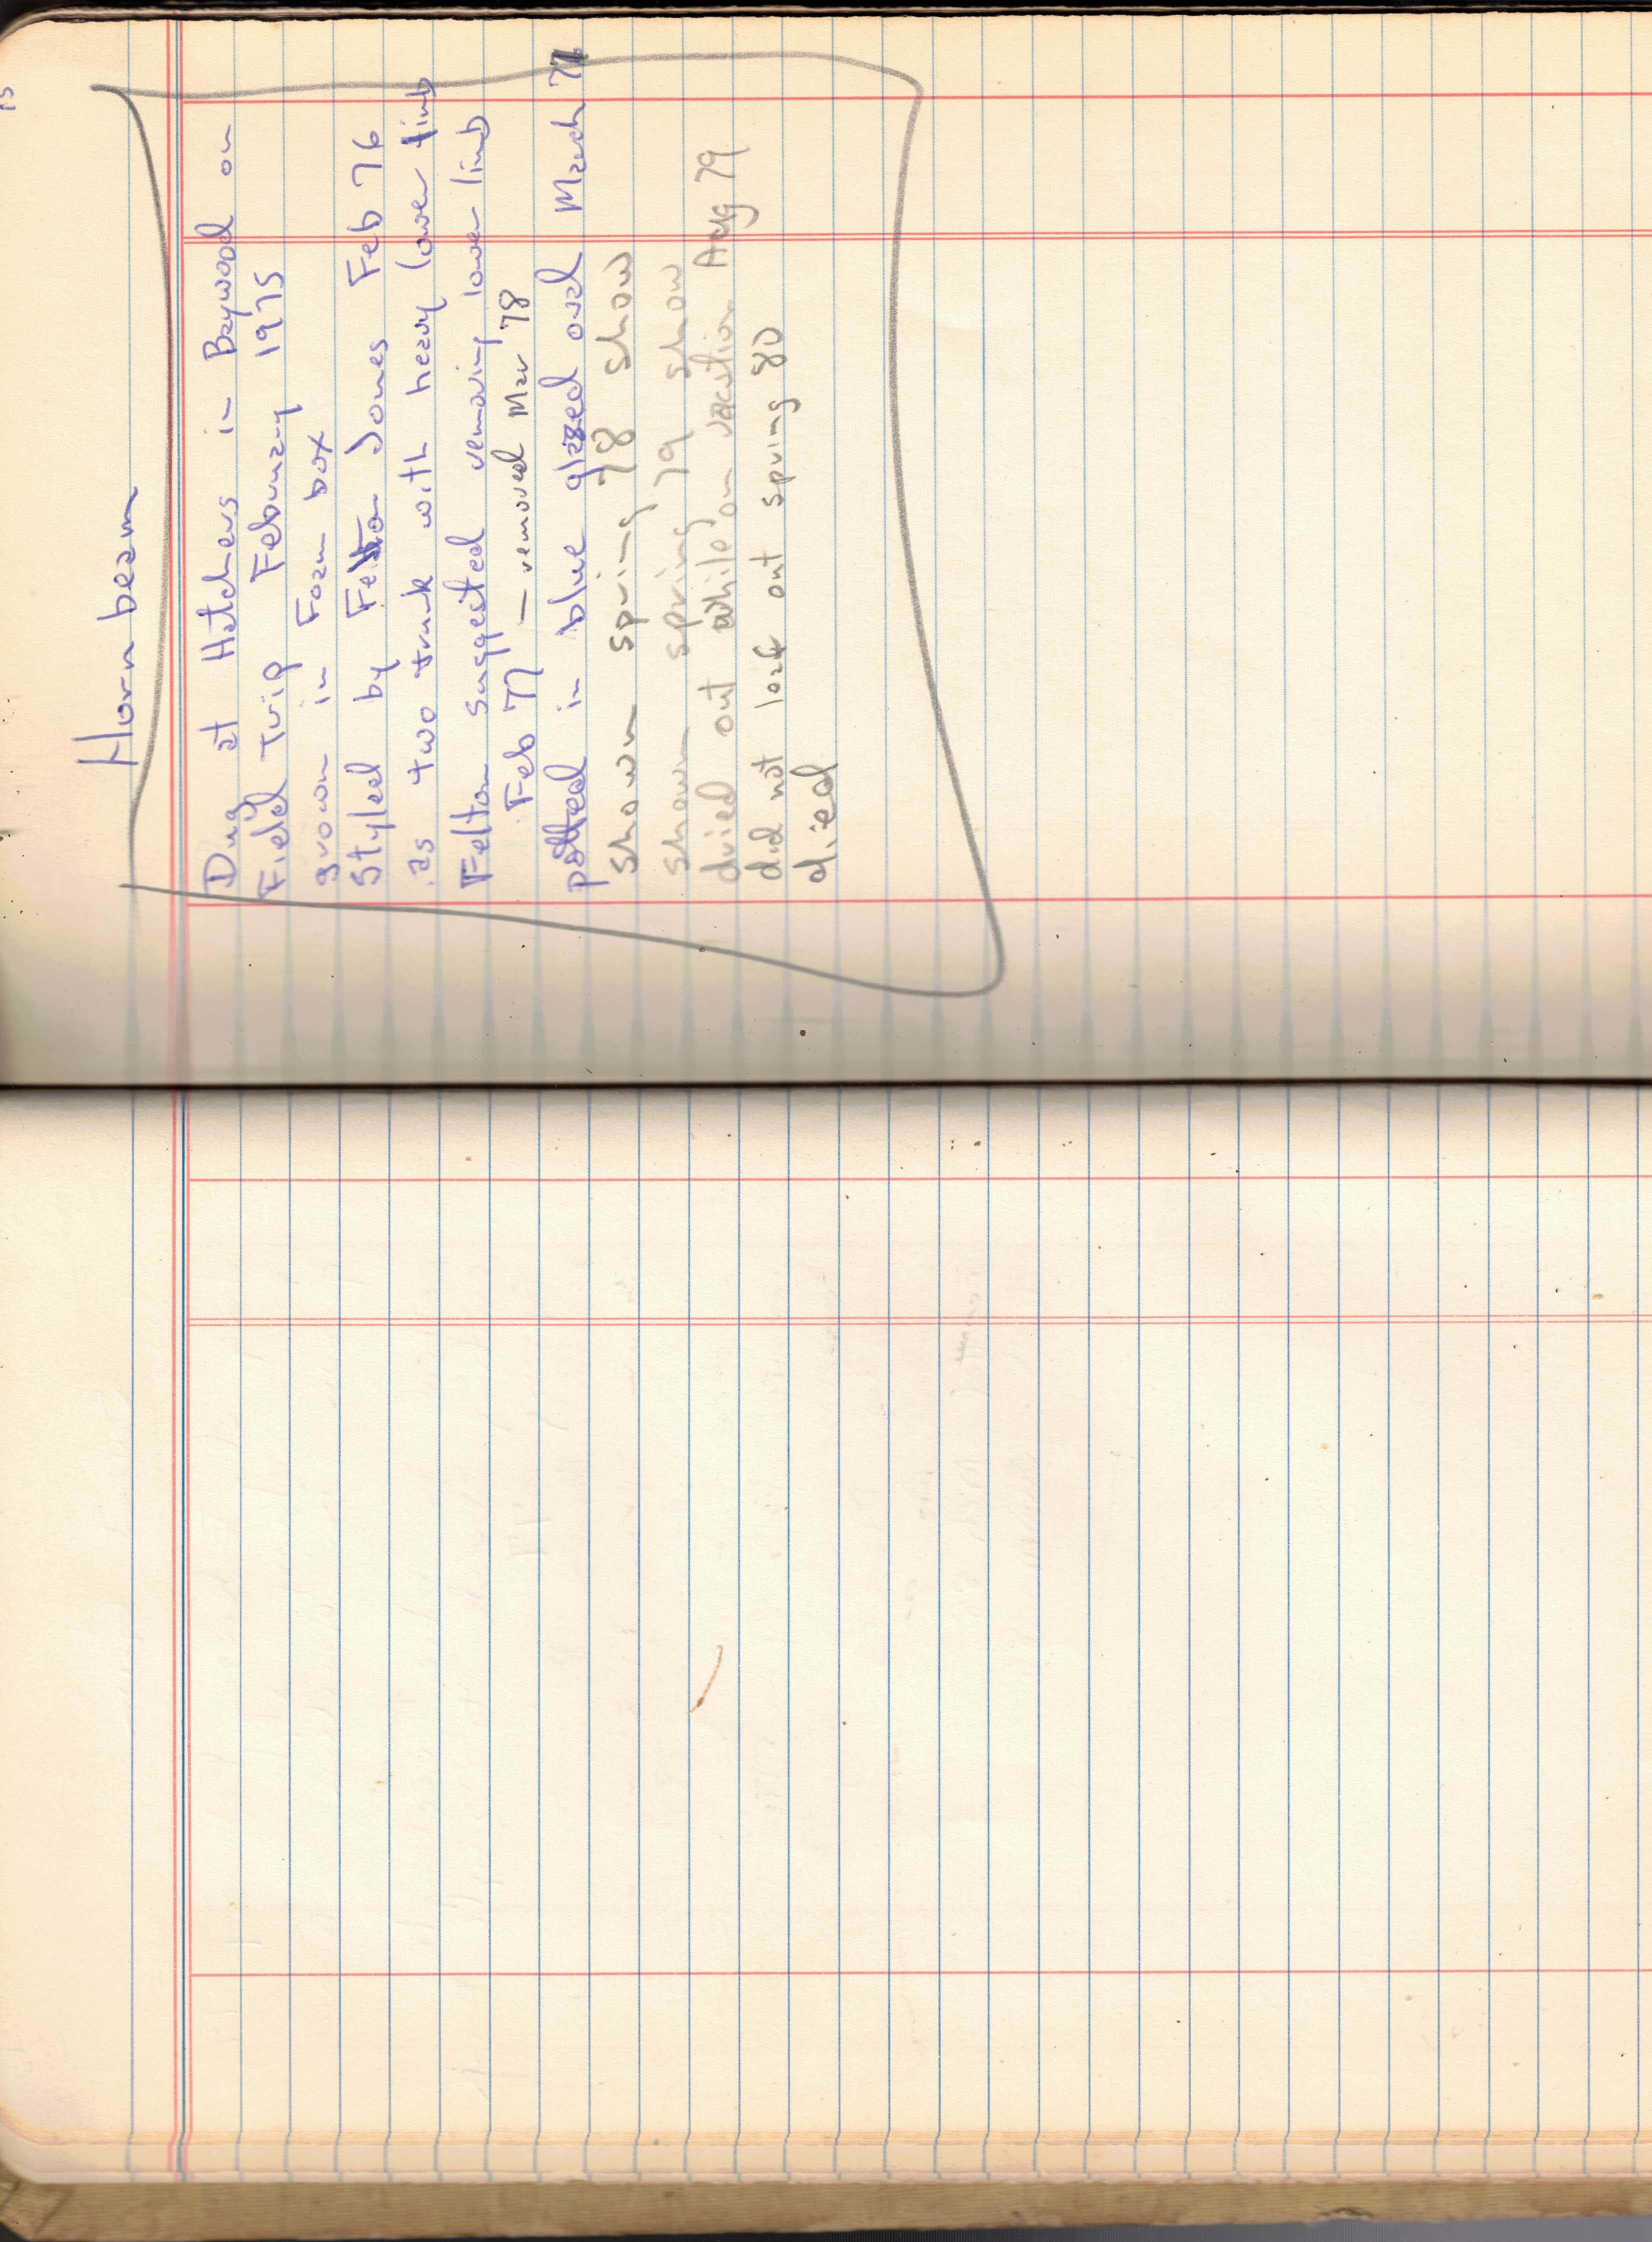 15
Hornbeam
Dug at Hatchers in Baywood on
Field Trip February 1975
grown in Foam box
Styled by Felton Jones Feb 76
as two trunk with heavy lower limb
Felton suggested removing lower limb
Feb 77 — removed Mar 78
potted in blue glazed oval March 77
shown spring 78 show
shown spring 79 show
dried out while on vacation Aug 79
did not leaf out spring 80
died